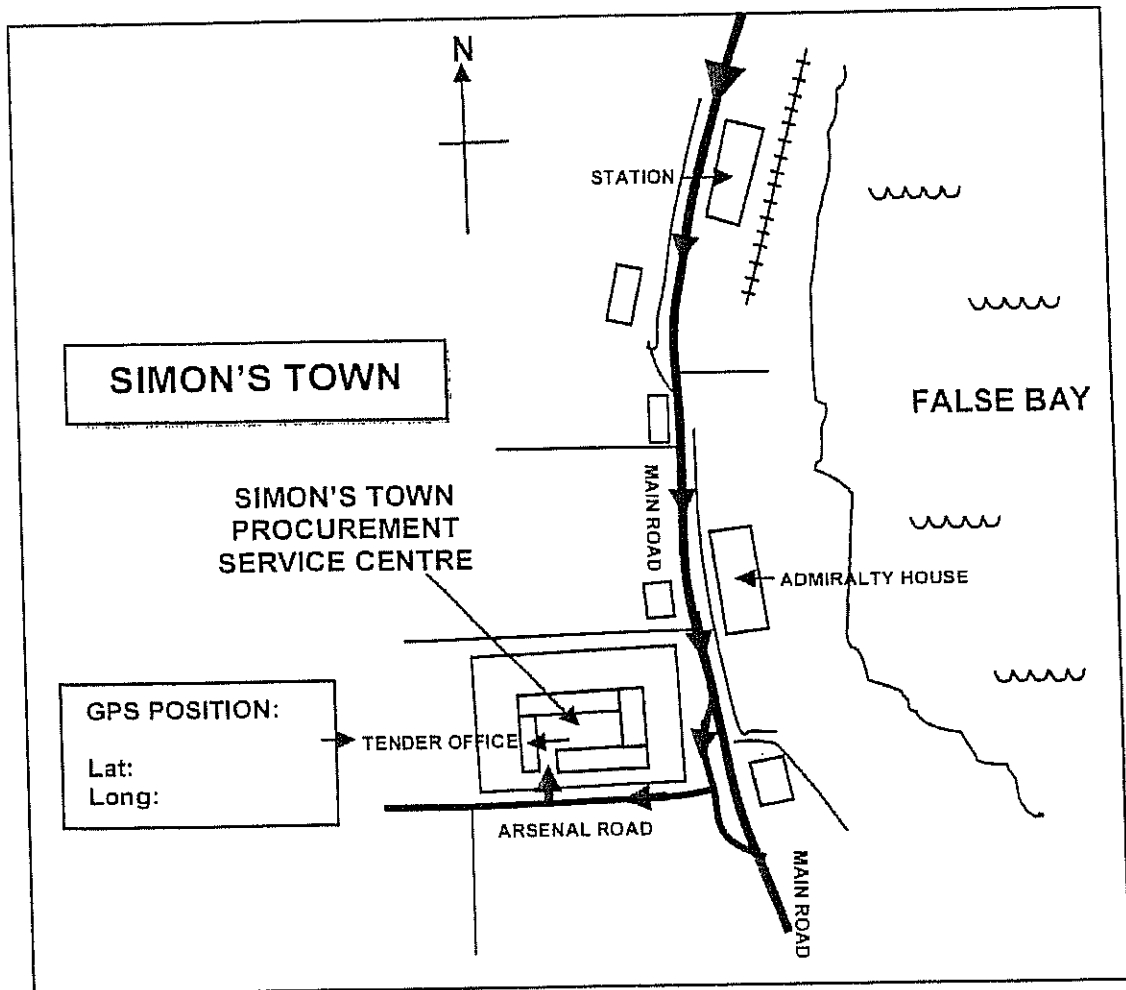 N
STATION
SIMON'S TOWN
FALSE BAY
MAIN ROAD
SIMON'S TOWN
PROCUREMENT
SERVICE CENTRE
ADMIRALTY HOUSE
GPS POSITION:
Lat:
Long:
TENDER OFFICE
ARSENAL ROAD
MAIN ROAD